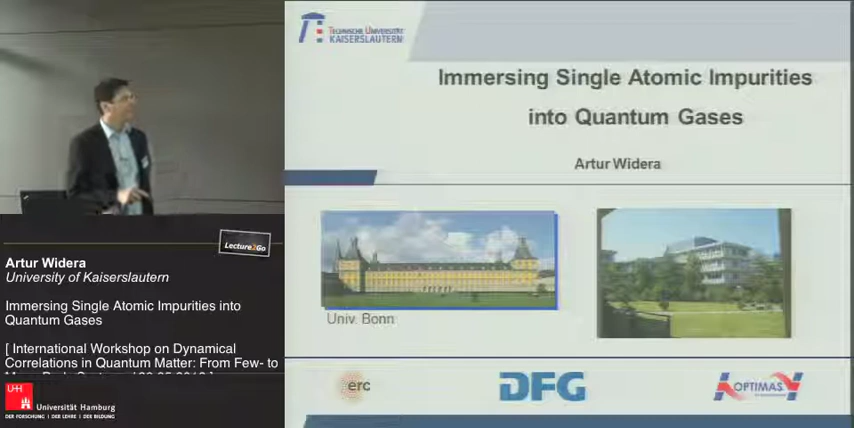 TECHNISCHE UNIVERSITÄT
KAISERSLAUTERN
Immersing Single Atomic Impurities
into Quantum Gases
Artur Widera
Univ. Bonn
erc
DFG
OPTIMAS
Lecture2Go
Artur Widera
University of Kaiserslautern
Immersing Single Atomic Impurities into
Quantum Gases
[ International Workshop on Dynamical
Correlations in Quantum Matter: From Few- to
UH
Universität Hamburg
DER FORSCHUNG | DER LEHRE | DER BILDUNG